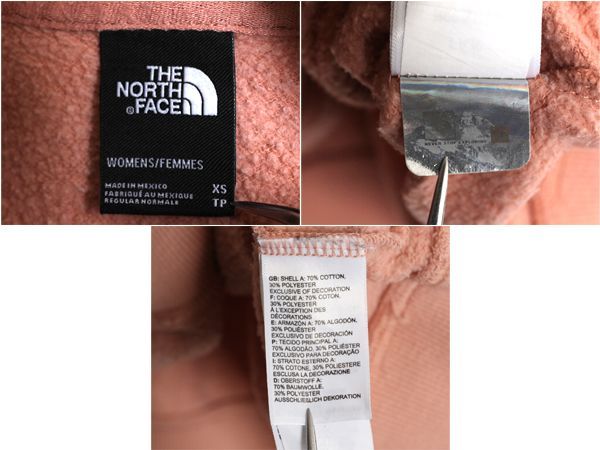 THE
NORTH
FACE
®
WOMENS/FEMMES
MADE IN MEXICO
FABRIQUÉ AU MEXIQUE
REGULAR NORMALE
XS
TP
NEVER STOP EXPLORING
GB: SHELL A: 70% COTTON,
30% POLYESTER
EXCLUSIVE OF DECORATION
F: COQUE A: 70% COTON,
30% POLYESTER
À L'EXCEPTION DES
DÉCORATIONS
E: ARMAZÓN A: 70% ALGODÓN,
30% POLIÉSTER
EXCLUSIVO DE DECORACIÓN
P: TECIDO PRINCIPAL A:
70% ALGODÃO, 30% POLIÉSTER
EXCLUSIVO PARA DECORAÇÃO
I: STRATO ESTERNO A:
70% COTONE, 30% POLIESTERE
ESCLUSA LA DECORAZIONE
D: OBERSTOFF A:
70% BAUMWOLLE,
30% POLYESTER
AUSSCHLIESLICH DEKORATION